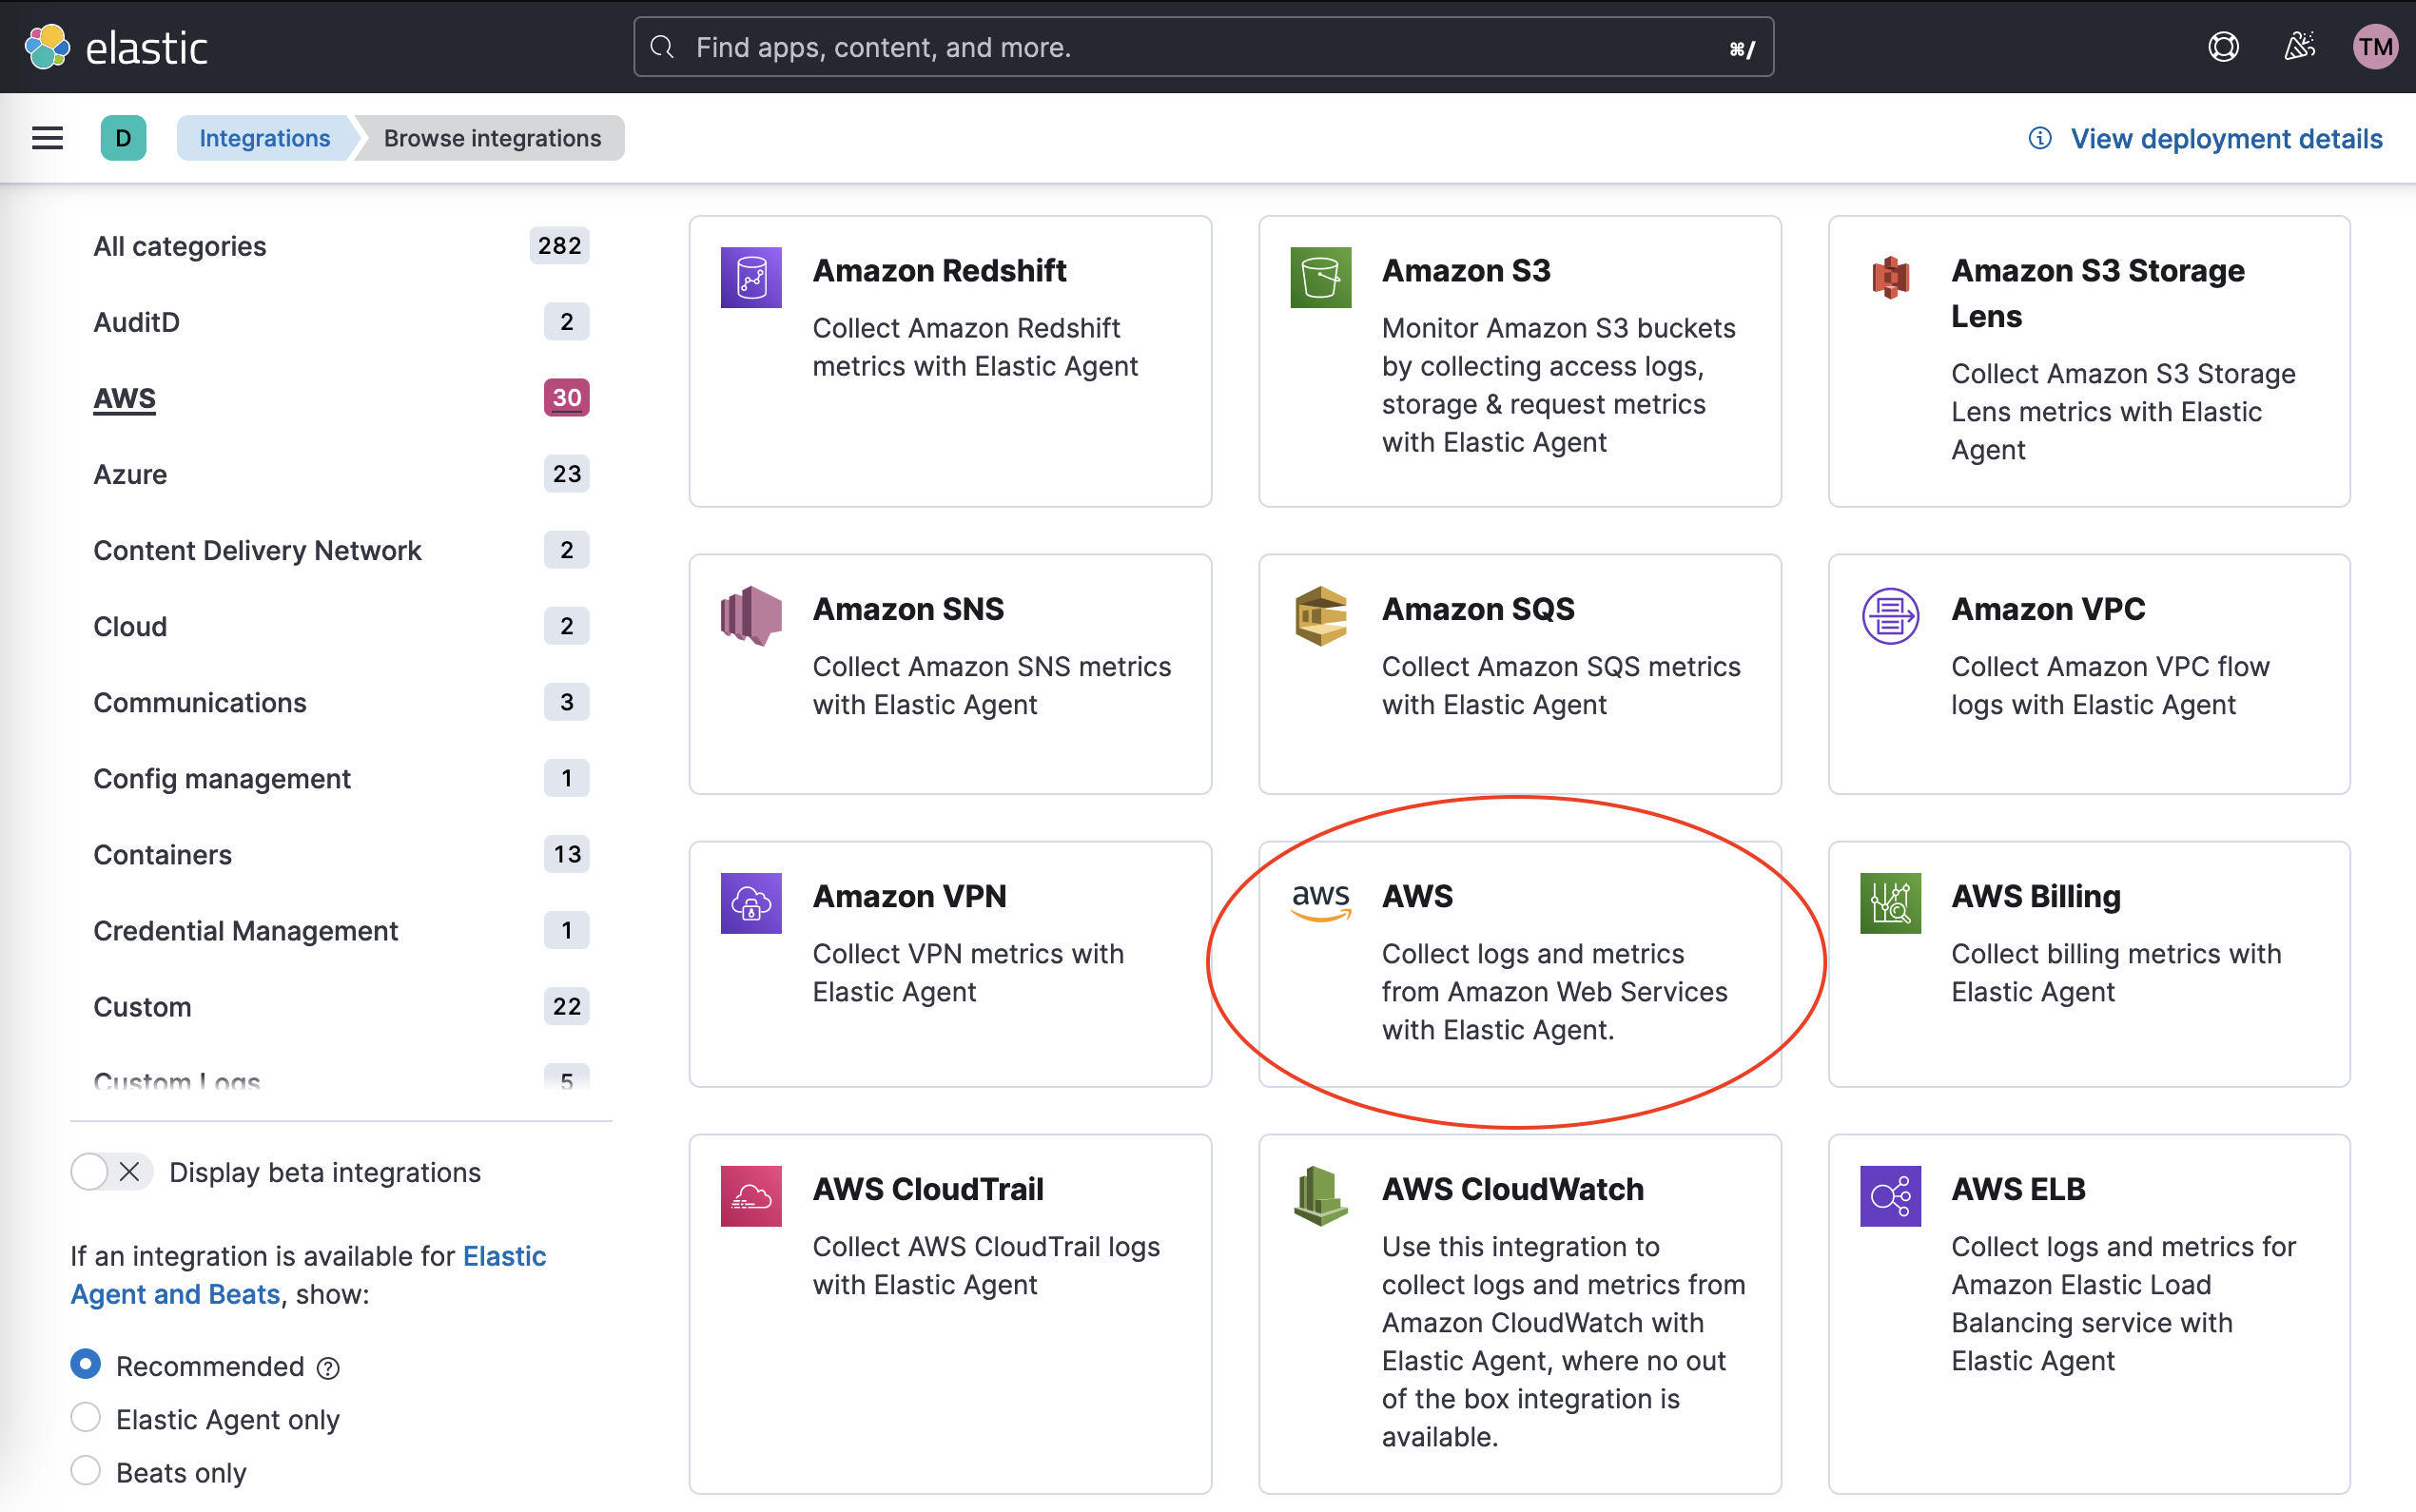 elastic
Find apps, content, and more.
⌘/
TM
D
Integrations
Browse integrations
View deployment details
All categories 282
AuditD 2
AWS 30
Azure 23
Content Delivery Network 2
Cloud 2
Communications 3
Config management 1
Containers 13
Credential Management 1
Custom 22
Custom Logs 5
Display beta integrations
If an integration is available for Elastic
Agent and Beats, show:
Recommended
Elastic Agent only
Beats only
Amazon Redshift
Collect Amazon Redshift
metrics with Elastic Agent
Amazon S3
Monitor Amazon S3 buckets
by collecting access logs,
storage & request metrics
with Elastic Agent
Amazon S3 Storage
Lens
Collect Amazon S3 Storage
Lens metrics with Elastic
Agent
Amazon SNS
Collect Amazon SNS metrics
with Elastic Agent
Amazon SQS
Collect Amazon SQS metrics
with Elastic Agent
Amazon VPC
Collect Amazon VPC flow
logs with Elastic Agent
Amazon VPN
Collect VPN metrics with
Elastic Agent
aws
AWS
Collect logs and metrics
from Amazon Web Services
with Elastic Agent.
AWS Billing
Collect billing metrics with
Elastic Agent
AWS CloudTrail
Collect AWS CloudTrail logs
with Elastic Agent
AWS CloudWatch
Use this integration to
collect logs and metrics from
Amazon CloudWatch with
Elastic Agent, where no out
of the box integration is
available.
AWS ELB
Collect logs and metrics for
Amazon Elastic Load
Balancing service with
Elastic Agent